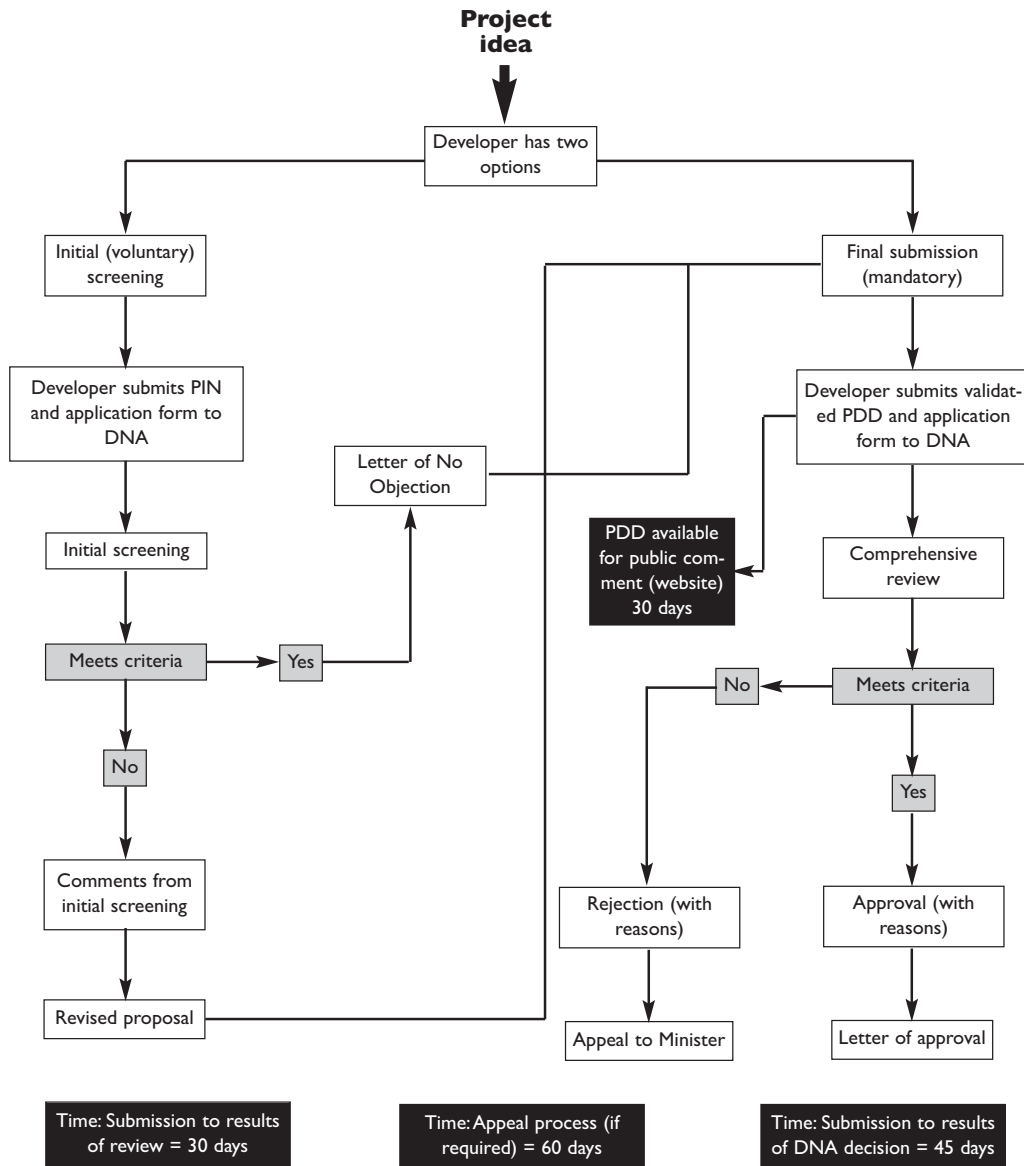 Project
idea
Developer has two
options
Initial (voluntary)
screening
Final submission
(mandatory)
Developer submits PIN
and application form to
DNA
Developer submits validat-
ed PDD and application
form to DNA
Letter of No
Objection
Initial screening
PDD available
for public com-
ment (website)
30 days
Comprehensive
review
Meets criteria
Yes
No
Meets criteria
No
Yes
Comments from
initial screening
Rejection (with
reasons)
Approval (with
reasons)
Revised proposal
Appeal to Minister
Letter of approval
Time: Submission to results
of review = 30 days
Time: Appeal process (if
required) = 60 days
Time: Submission to results
of DNA decision = 45 days